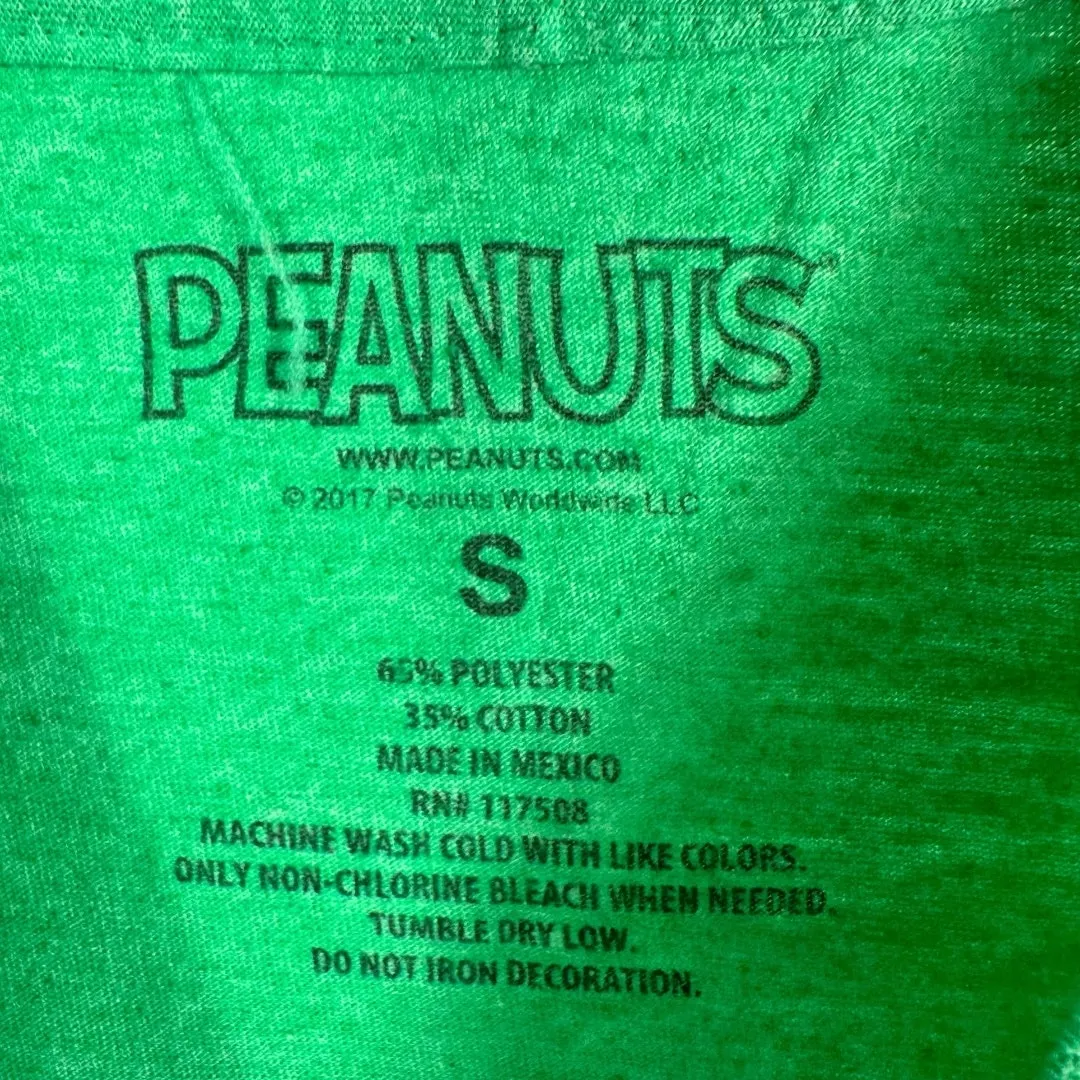 PEANUTS
WWW.PEANUTS.COM
© 2017 Peanuts Worldwide LLC
S
65% POLYESTER
35% COTTON
MADE IN MEXICO
RN# 117508
MACHINE WASH COLD WITH LIKE COLORS.
ONLY NON-CHLORINE BLEACH WHEN NEEDED.
TUMBLE DRY LOW.
DO NOT IRON DECORATION.